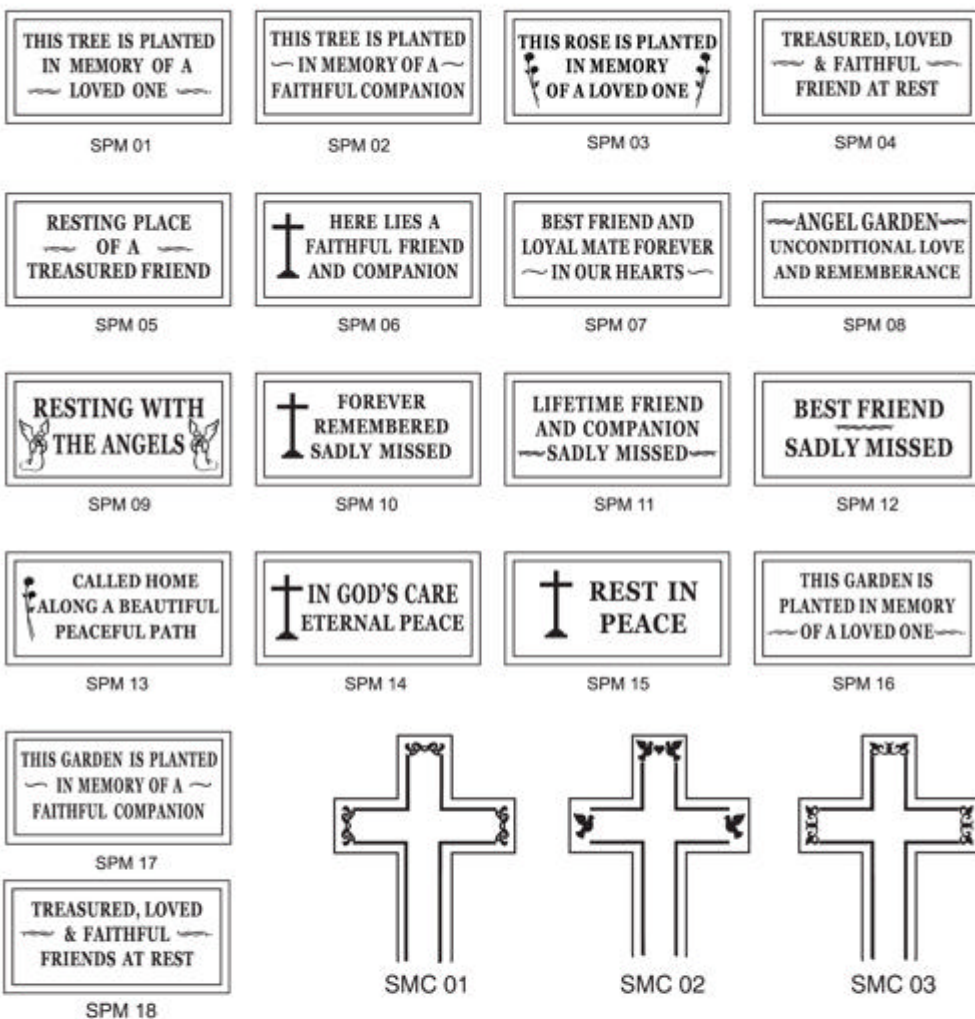 THIS TREE IS PLANTED
IN MEMORY OF A
LOVED ONE
SPM 01
THIS TREE IS PLANTED
IN MEMORY OF A
FAITHFUL COMPANION
SPM 02
THIS ROSE IS PLANTED
IN MEMORY
OF A LOVED ONE
SPM 03
TREASURED, LOVED
& FAITHFUL
FRIEND AT REST
SPM 04
RESTING PLACE
OF A
TREASURED FRIEND
SPM 05
HERE LIES A
FAITHFUL FRIEND
AND COMPANION
SPM 06
BEST FRIEND AND
LOYAL MATE FOREVER
IN OUR HEARTS
SPM 07
ANGEL GARDEN
UNCONDITIONAL LOVE
AND REMEMBERANCE
SPM 08
RESTING WITH
THE ANGELS
SPM 09
FOREVER
REMEMBERED
SADLY MISSED
SPM 10
LIFETIME FRIEND
AND COMPANION
SADLY MISSED
SPM 11
BEST FRIEND
SADLY MISSED
SPM 12
CALLED HOME
ALONG A BEAUTIFUL
PEACEFUL PATH
SPM 13
IN GOD'S CARE
ETERNAL PEACE
SPM 14
REST IN
PEACE
SPM 15
THIS GARDEN IS
PLANTED IN MEMORY
OF A LOVED ONE
SPM 16
THIS GARDEN IS PLANTED
IN MEMORY OF A
FAITHFUL COMPANION
SPM 17
TREASURED, LOVED
& FAITHFUL
FRIENDS AT REST
SPM 18
SMC 01
SMC 02
SMC 03